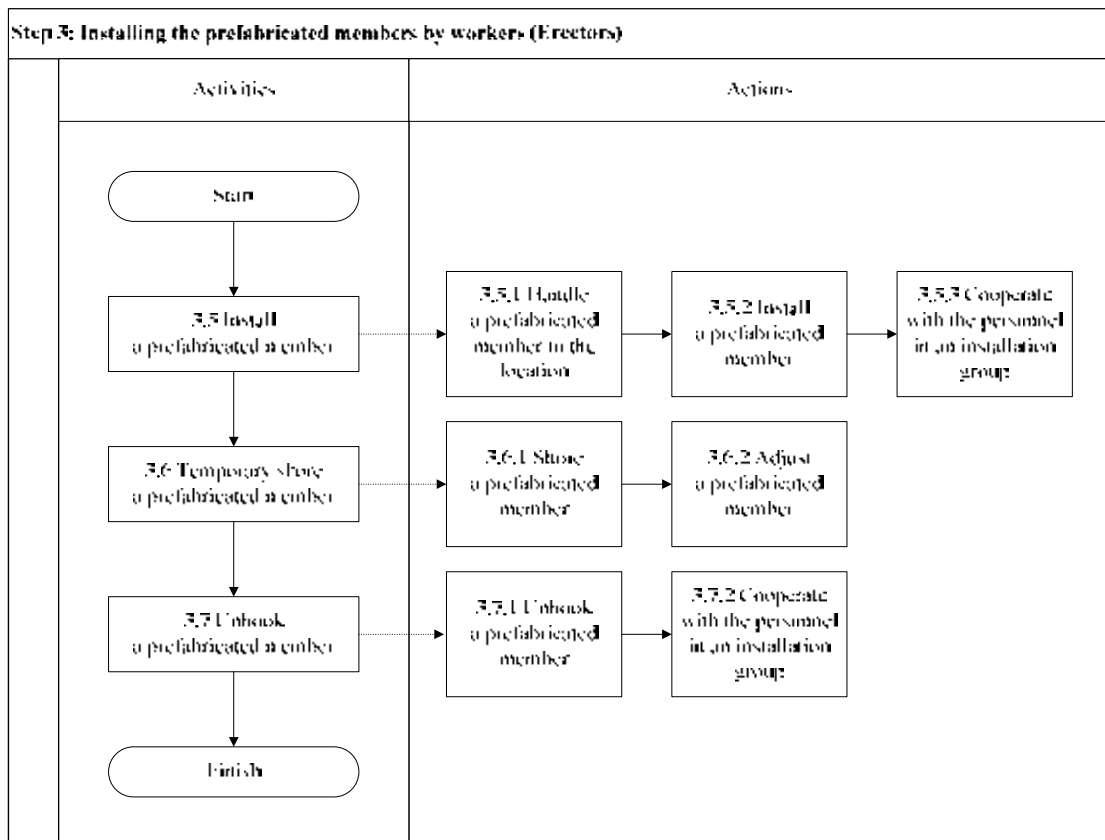 Step 3: Installing the prefabricated members by workers (Erectors)
Activities
Actions
Start
3.5 Install
a prefabricated member
3.5.1 Handle
a prefabricated
member to the
location
3.5.2 Install
a prefabricated
member
3.5.3 Cooperate
with the personnel
in an installation
group
3.6 Temporary shore
a prefabricated member
3.6.1 Shore
a prefabricated
member
3.6.2 Adjust
a prefabricated
member
3.7 Unhook
a prefabricated member
3.7.1 Unhook
a prefabricated
member
3.7.2 Cooperate
with the personnel
in an installation
group
Finish